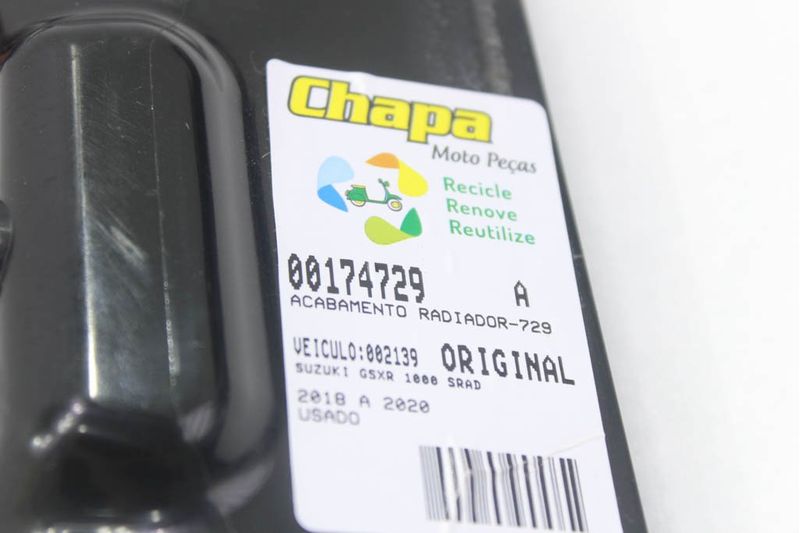 Chapa
Moto Peças
Recicle
Renove
Reutilize
00174729 A
ACABAMENTO RADIADOR-729
VEICULO:002139 ORIGINAL
SUZUKI GSXR 1000 SRAD
2018 A 2020
USADO